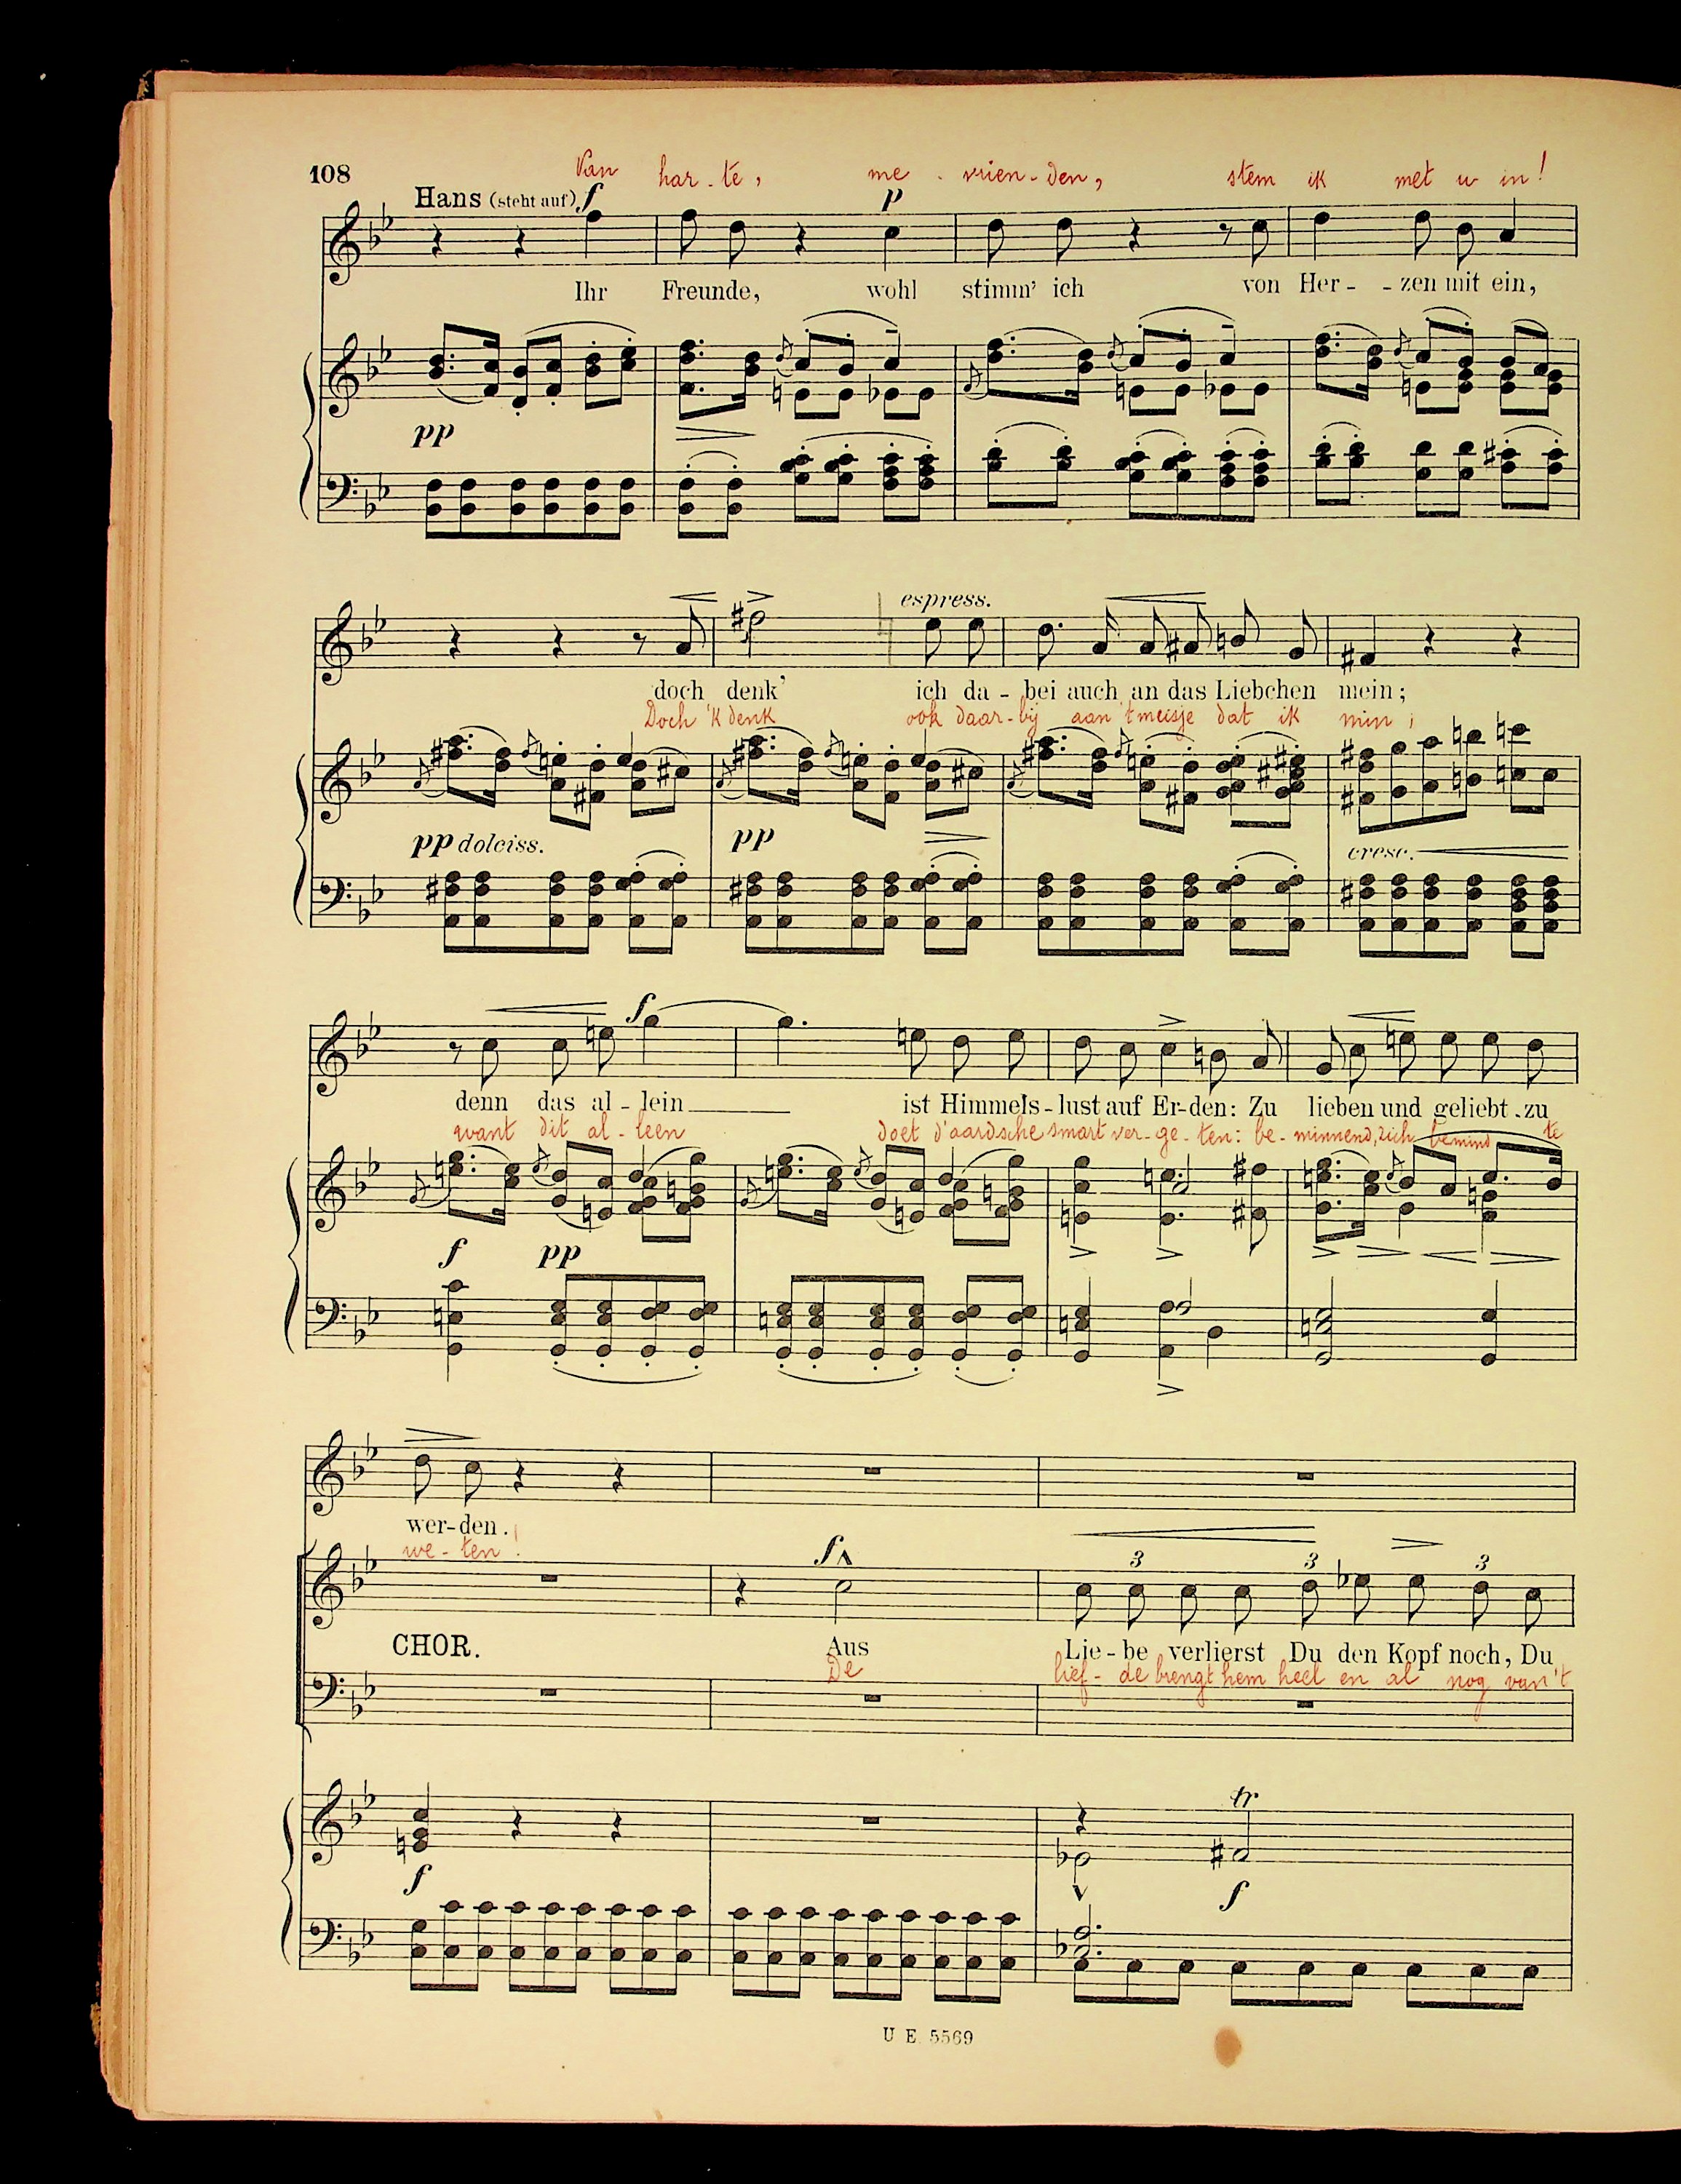 108
Van har-te, me-vrien-den, stem ik met u in!
Hans (steht auf) f p
Ihr Freunde, wohl stimm' ich von Her--zen mit ein,
pp
espress.
doch denk' ich da-bei auch an das Liebchen mein;
Doch 'k denk ook daar-bij aan 't meisje dat ik min;
pp dolciss. pp cresc.
f
denn das al-lein ist Himmels-lust auf Er-den: Zu lieben und geliebt-zu
want dit al-leen doet d'aardsche smart ver-ge-ten: be-minnend, zich bemind te
f pp
wer-den.
we-ten!
f 3 3 3
CHOR. Aus Lie-be verlierst Du den Kopf noch, Du
De lief-de brengt hem heel en al nog van 't
tr
f f
U E 5569